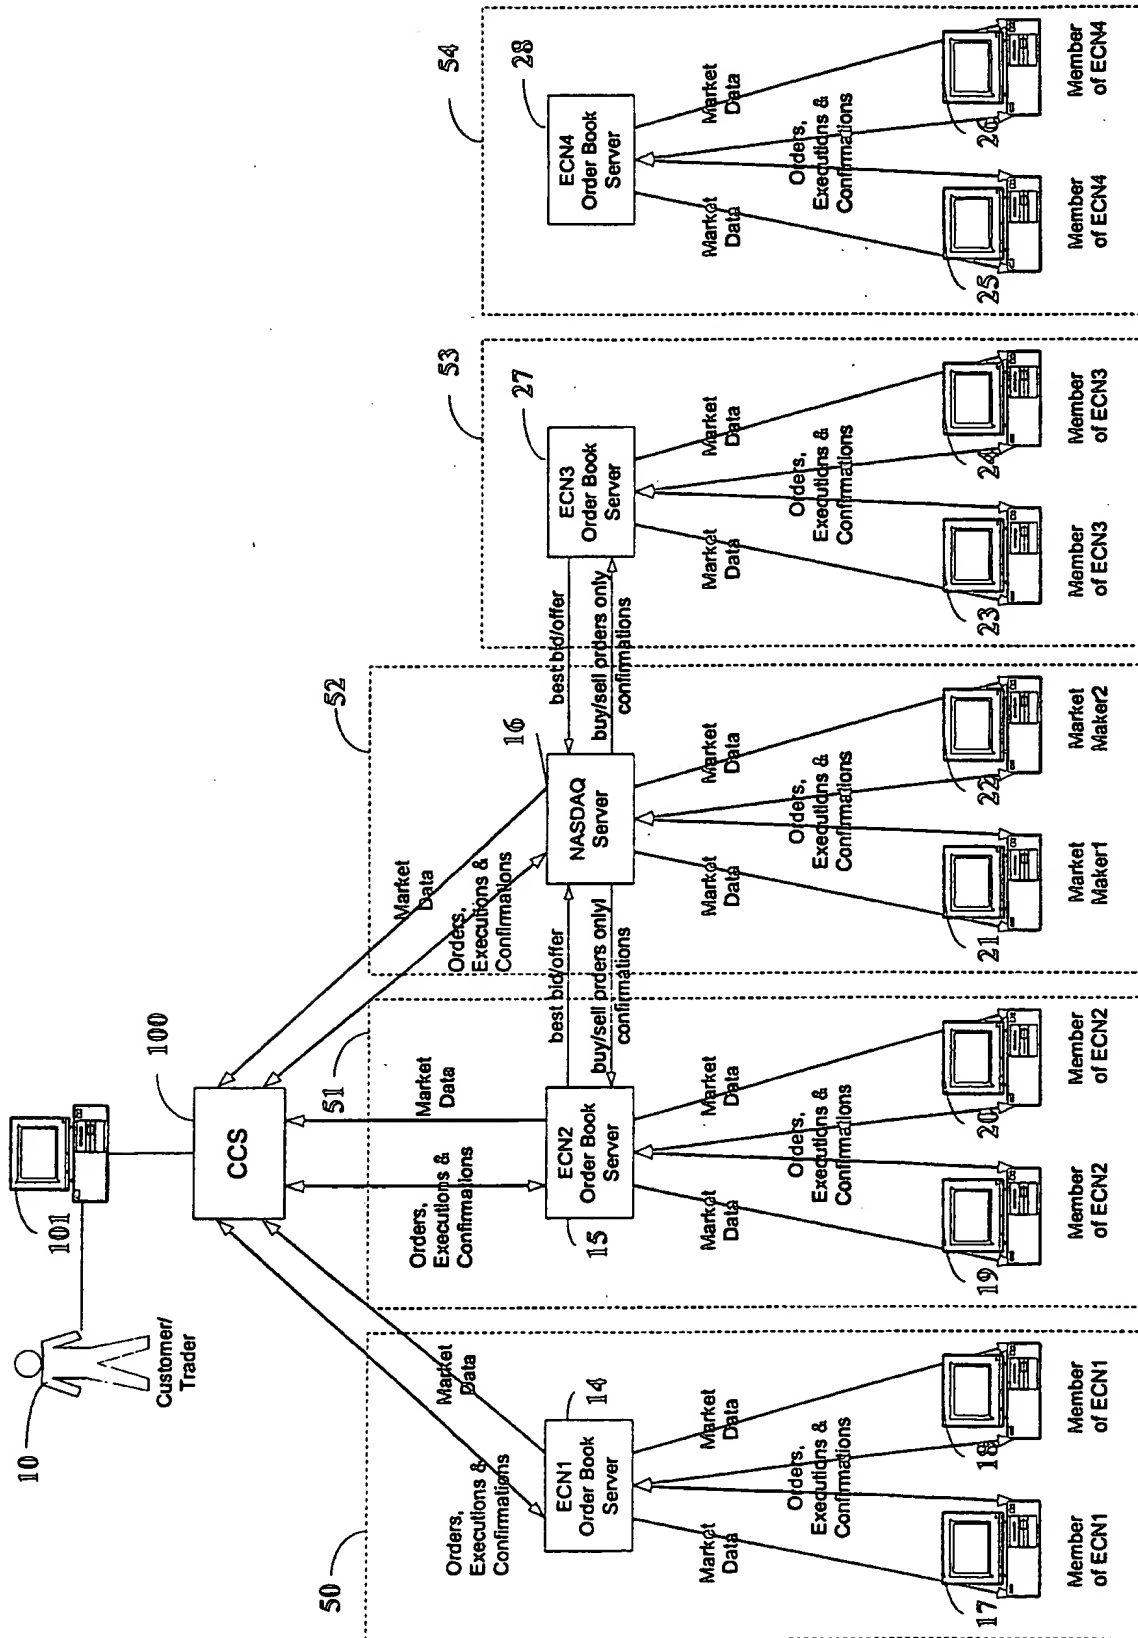 10
Customer/
Trader
101
CCS
100
50
51
52
53
54
Orders,
Executions &
Confirmations
Market
Data
Orders,
Executions &
Confirmations
Market
Data
Market
Data
Orders,
Executions &
Confirmations
ECN1
Order Book
Server
14
ECN2
Order Book
Server
15
best bid/offer
buy/sell orders only
confirmations
NASDAQ
Server
16
best bid/offer
buy/sell orders only
confirmations
ECN3
Order Book
Server
27
ECN4
Order Book
Server
28
Market
Data
Orders,
Executions &
Confirmations
Market
Data
Market
Data
Orders,
Executions &
Confirmations
Market
Data
Market
Data
Orders,
Executions &
Confirmations
Market
Data
Market
Data
Orders,
Executions &
Confirmations
Market
Data
Market
Data
Orders,
Executions &
Confirmations
Market
Data
17
18
19
20
21
22
23
24
25
26
Member
of ECN1
Member
of ECN1
Member
of ECN2
Member
of ECN2
Market
Maker1
Market
Maker2
Member
of ECN3
Member
of ECN3
Member
of ECN4
Member
of ECN4